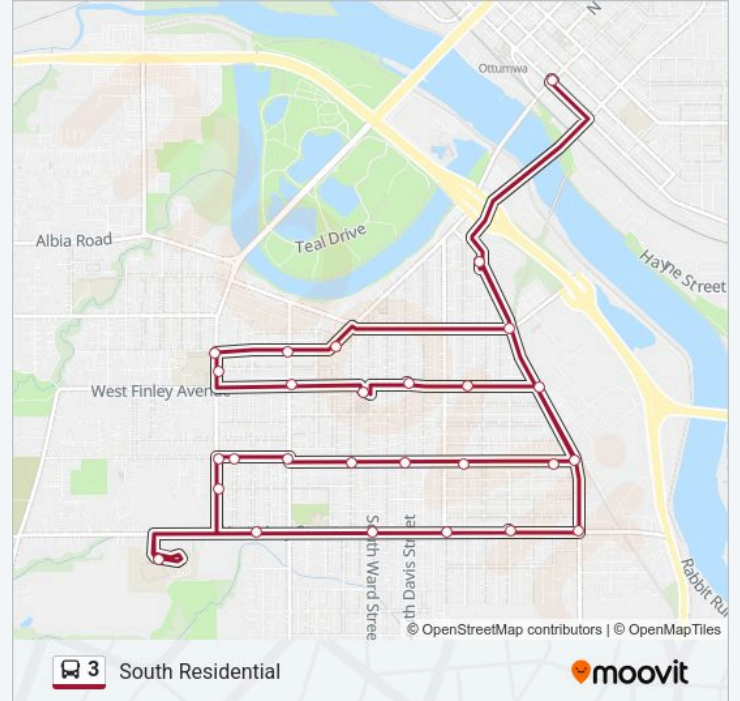 N
Ottumwa
Teal Drive
Albia Road
Hayne Street
West Finley Avenue
South Ward Stree
th Davis Street
Rabbit Ru
© OpenStreetMap contributors | © OpenMapTiles
3 South Residential
moovit